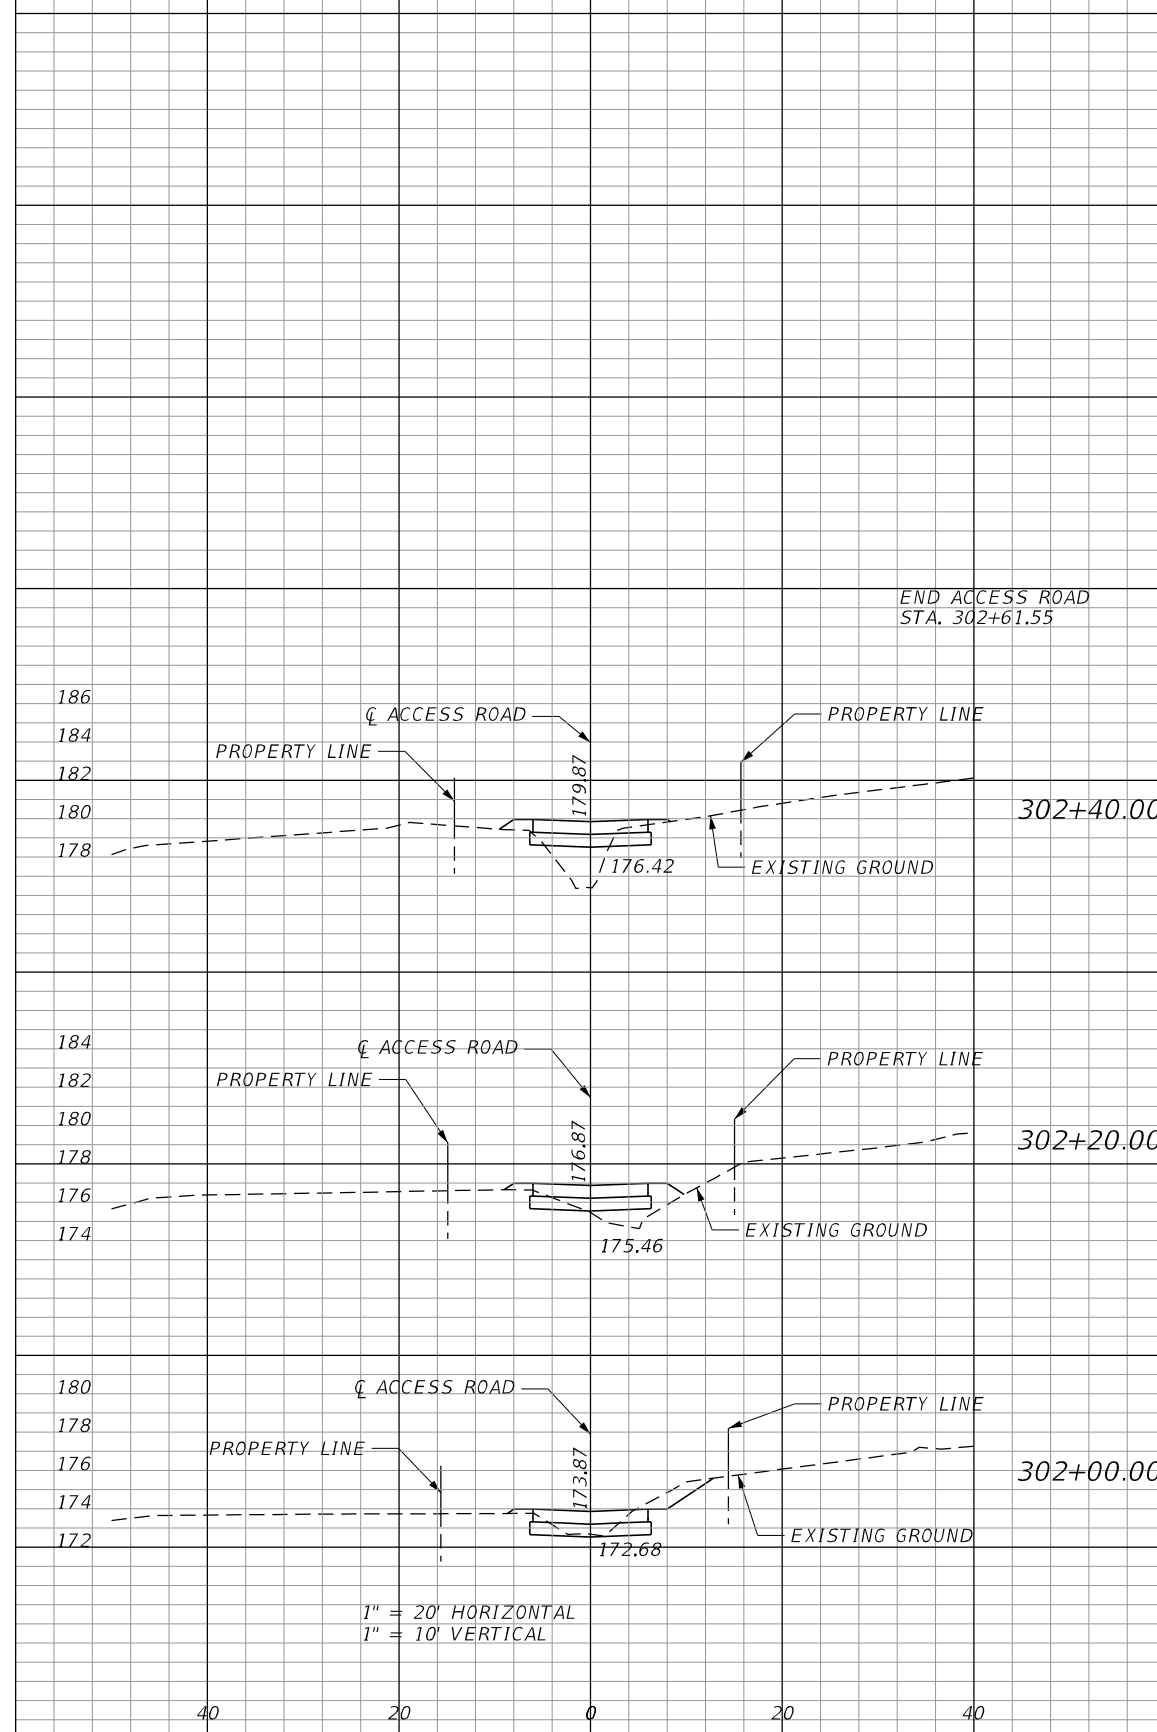 END ACCESS ROAD
STA. 302+61.55
186
℄ ACCESS ROAD
PROPERTY LINE
184
PROPERTY LINE
182
179.87
180
302+40.00
178
176.42
EXISTING GROUND
184
℄ ACCESS ROAD
PROPERTY LINE
182
PROPERTY LINE
180
176.87
302+20.00
178
176
174
EXISTING GROUND
175.46
180
℄ ACCESS ROAD
PROPERTY LINE
178
PROPERTY LINE
176
173.87
302+00.00
174
172
EXISTING GROUND
172.68
1" = 20' HORIZONTAL
1" = 10' VERTICAL
40 20 0 20 40